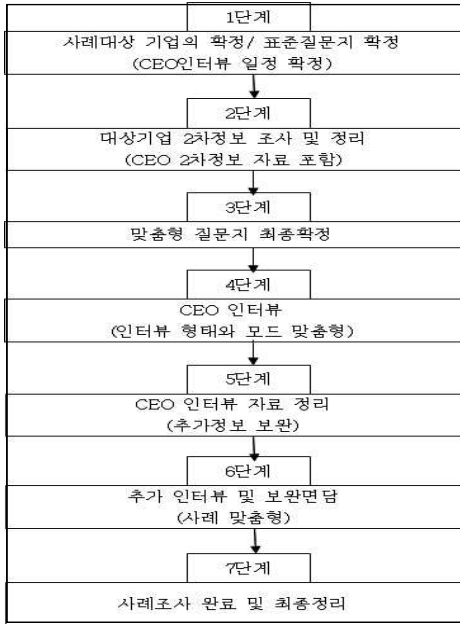 1단계
사례대상 기업의 확정/ 표준질문지 확정
(CEO인터뷰 일정 확정)
2단계
대상기업 2차정보 조사 및 정리
(CEO 2차정보 자료 포함)
3단계
맞춤형 질문지 최종확정
4단계
CEO 인터뷰
(인터뷰 형태와 모드 맞춤형)
5단계
CEO 인터뷰 자료 정리
(추가정보 보완)
6단계
추가 인터뷰 및 보완면담
(사례 맞춤형)
7단계
사례조사 완료 및 최종정리